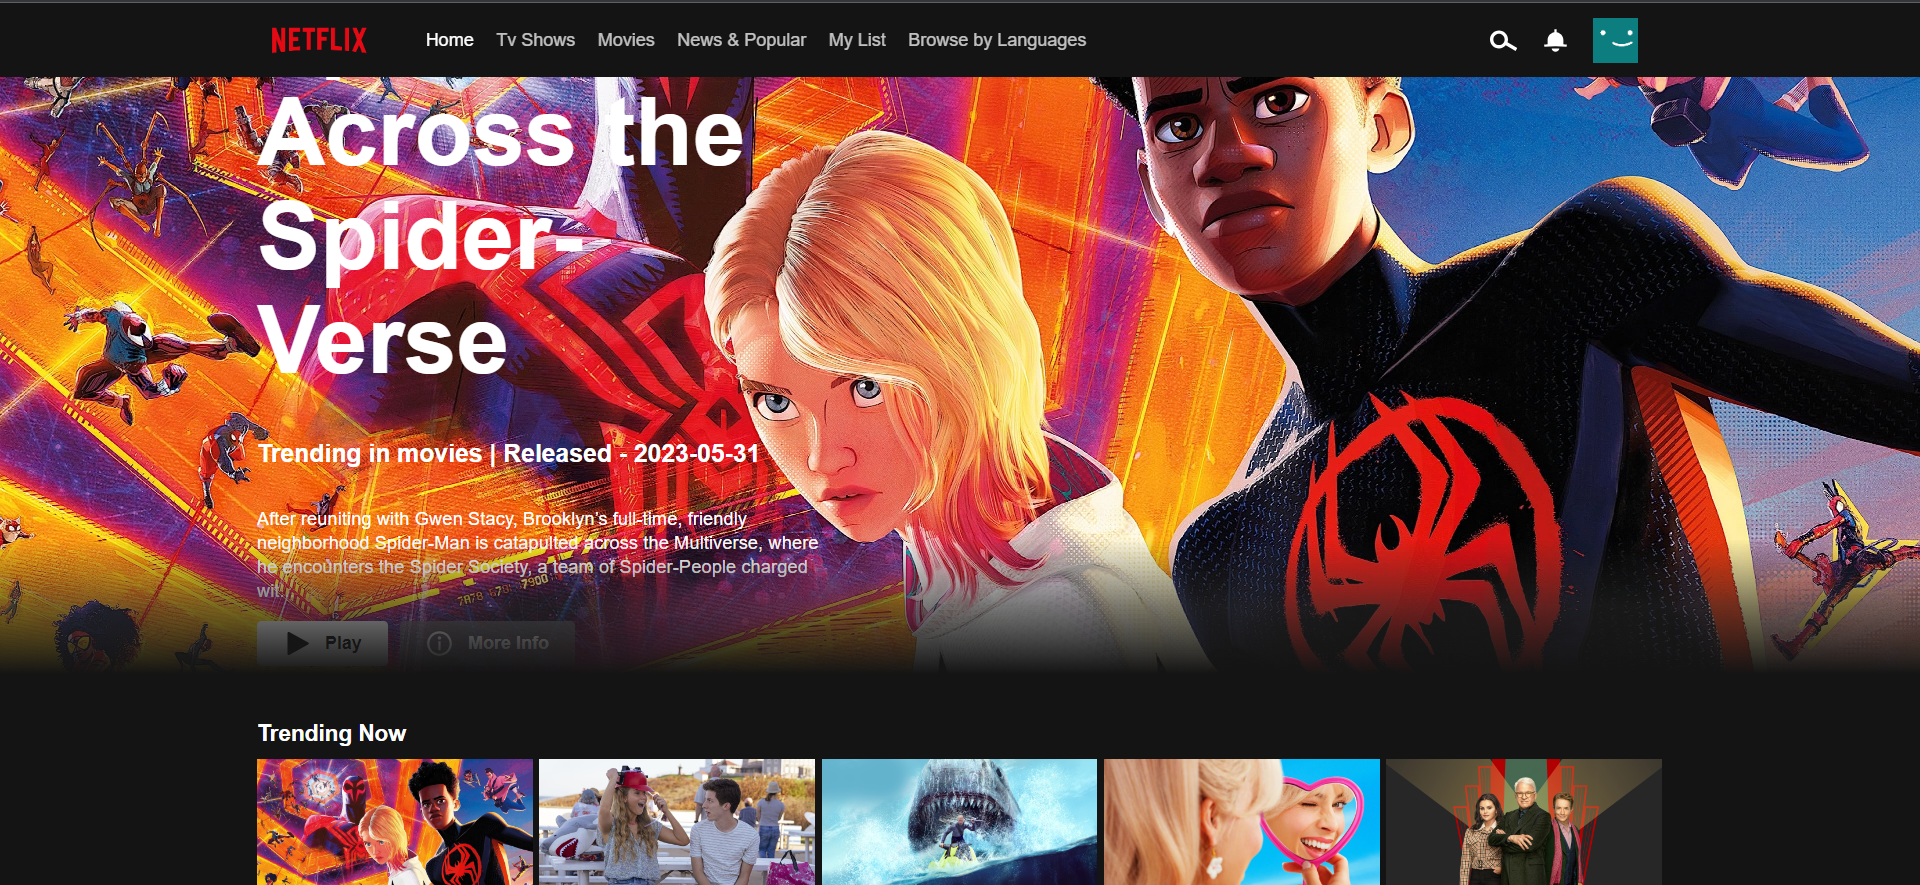 NETFLIX
Home Tv Shows Movies News & Popular My List Browse by Languages
Across the
Spider-
Verse
Trending in movies | Released - 2023-05-31
After reuniting with Gwen Stacy, Brooklyn's full-time, friendly
neighborhood Spider-Man is catapulted across the Multiverse, where
he encounters the Spider Society, a team of Spider-People charged
wit...
Play More Info
Trending Now